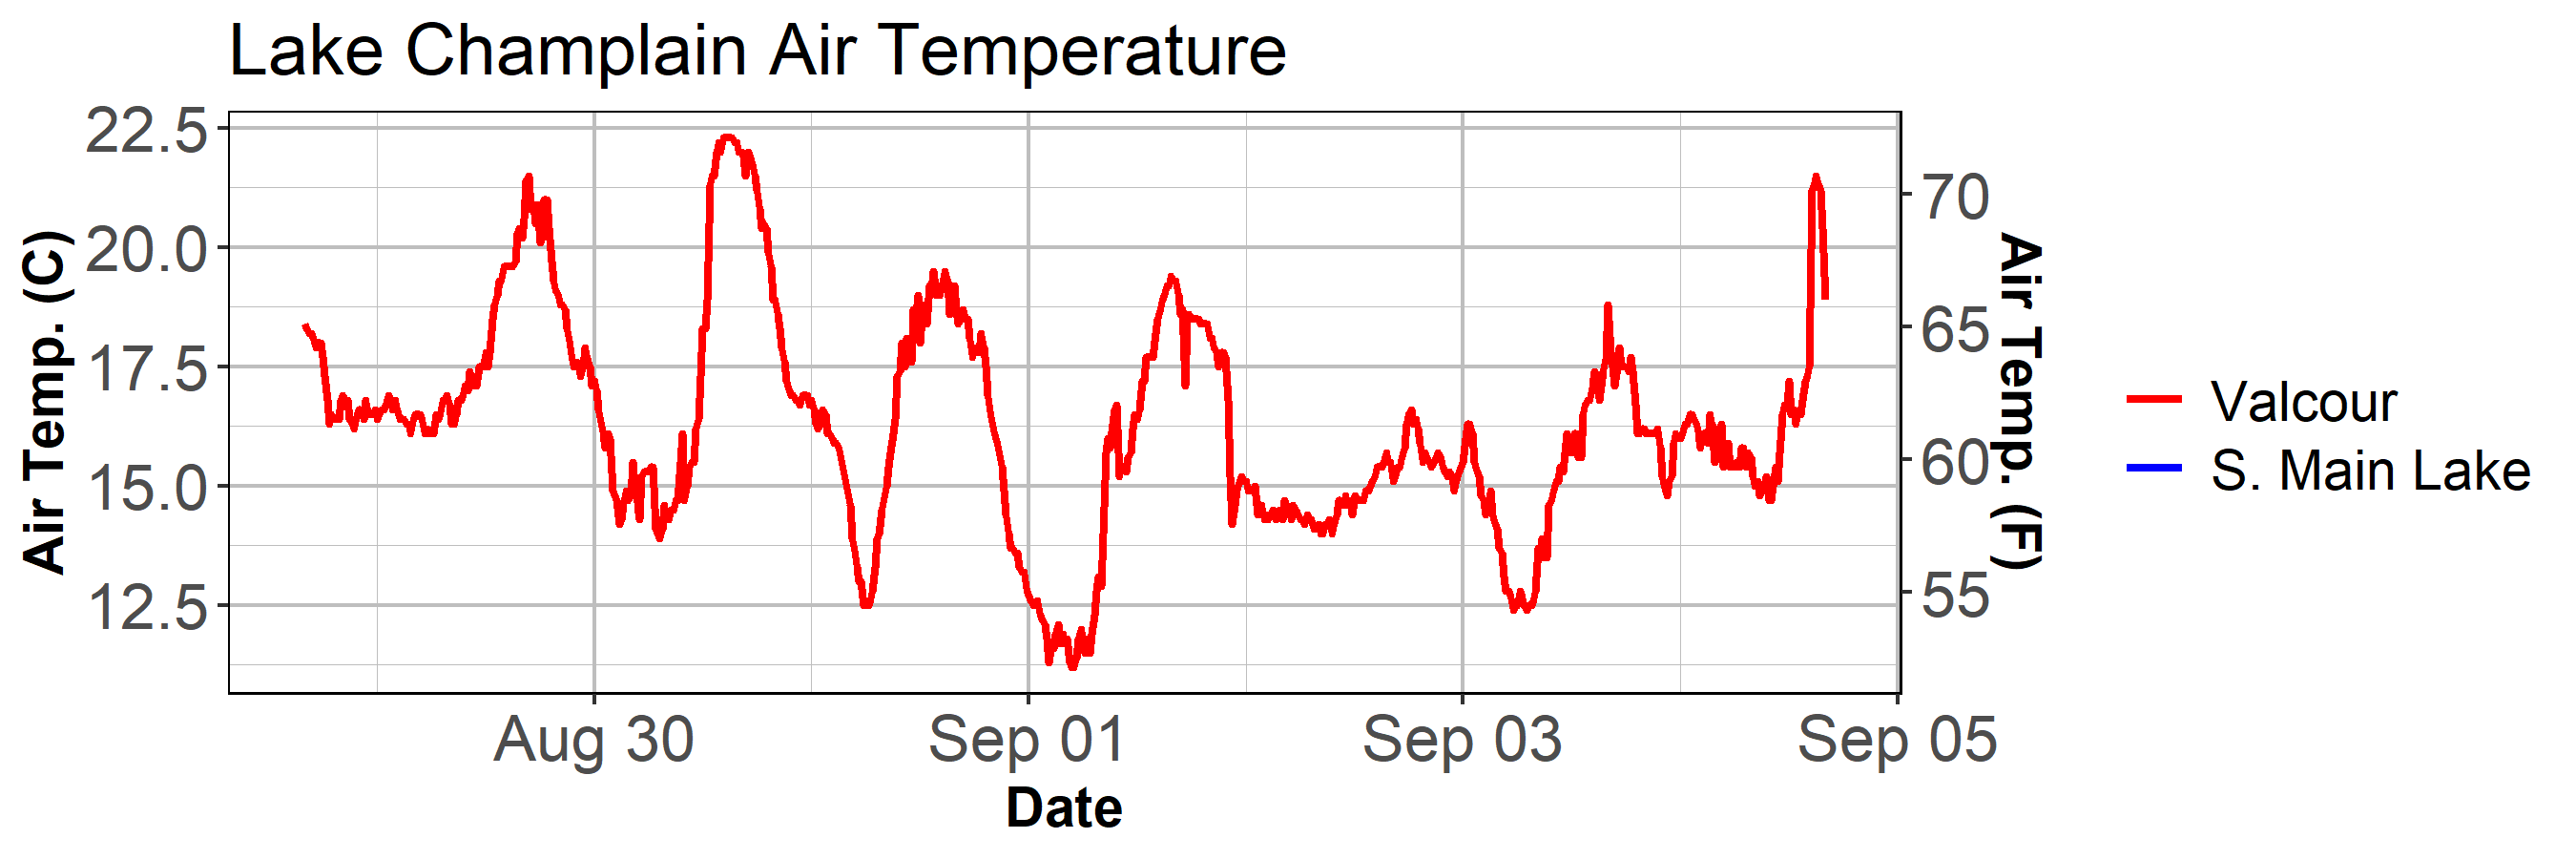 Lake Champlain Air Temperature
Air Temp. (C)
22.5
20.0
17.5
15.0
12.5
70
65
60
55
Air Temp. (F)
Aug 30
Sep 01
Sep 03
Sep 05
Date
Valcour
S. Main Lake